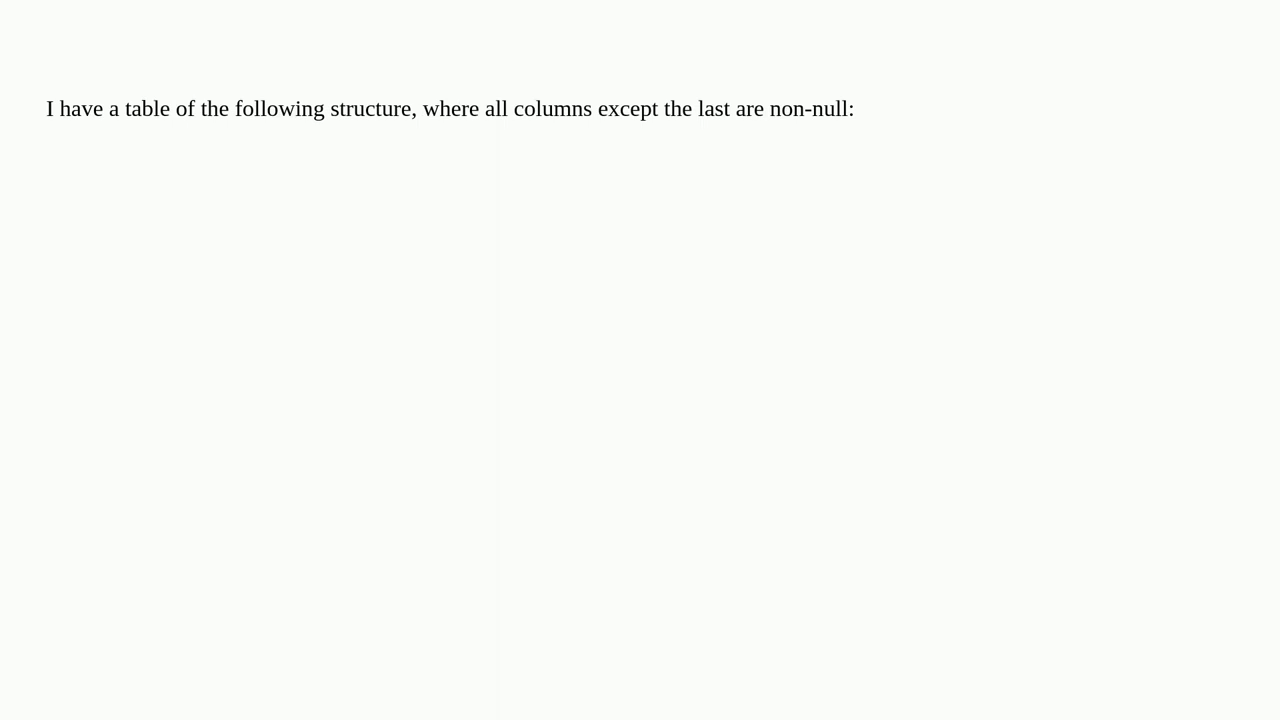 I have a table of the following structure, where all columns except the last are non-null: